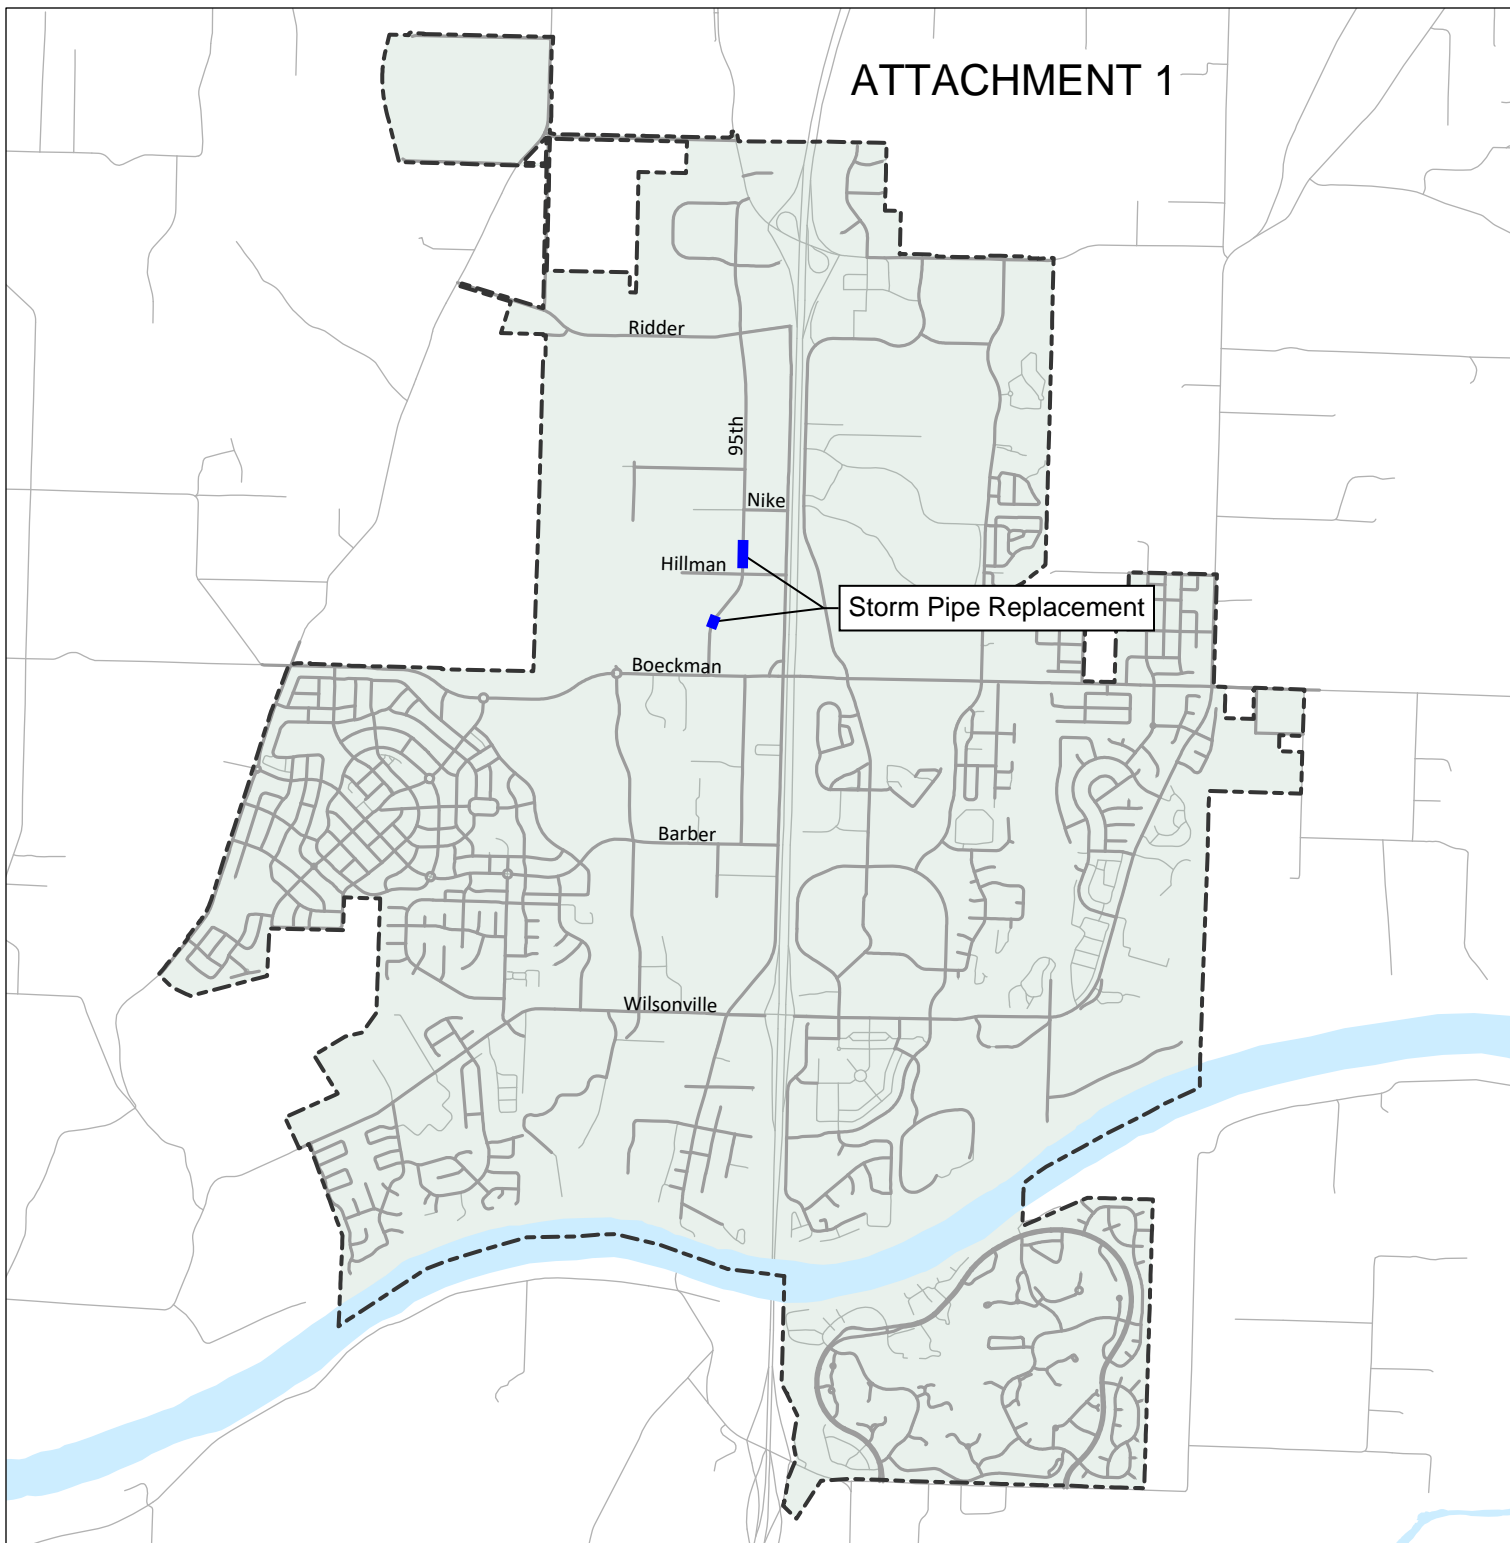 ATTACHMENT 1
Ridder
95th
Nike
Hillman
Storm Pipe Replacement
Boeckman
Barber
Wilsonville